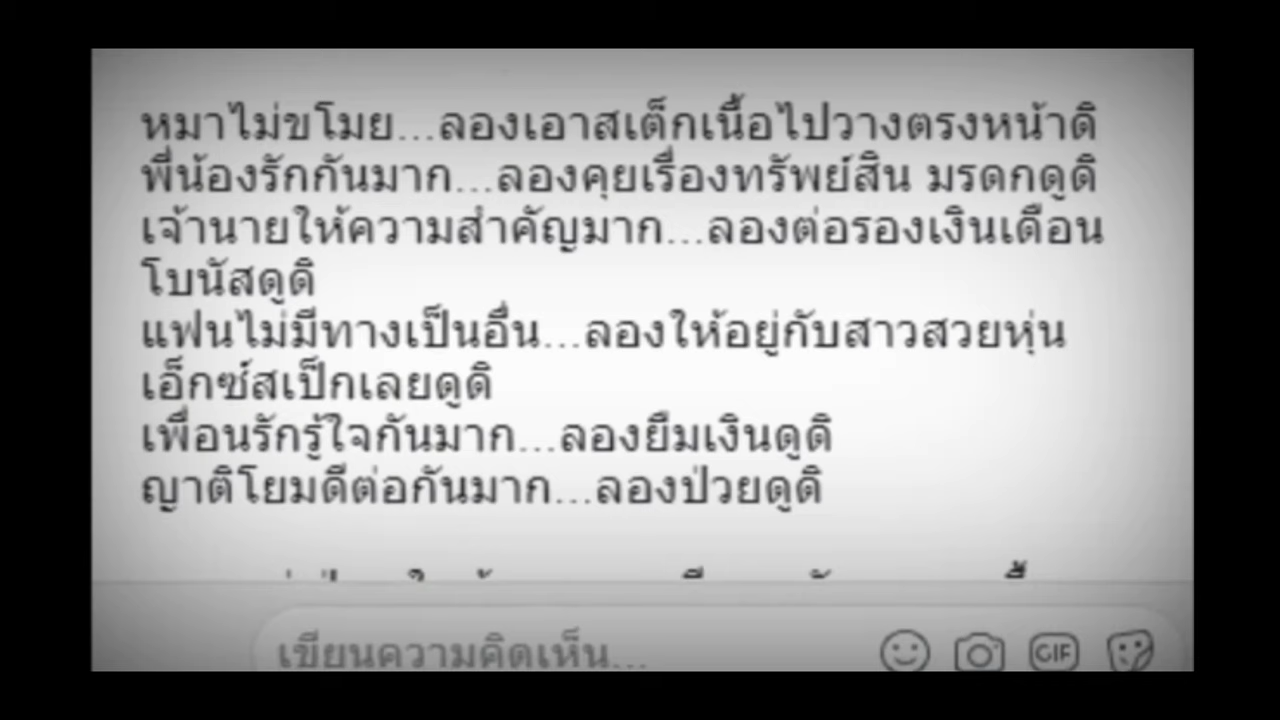 หมาไม่ขโมย...ลองเอาสเต็กเนื้อไปวางตรงหน้าดิ
พี่น้องรักกันมาก...ลองคุยเรื่องทรัพย์สิน มรดกดูดิ
เจ้านายให้ความสำคัญมาก...ลองต่อรองเงินเดือน
โบนัสดูดิ
แฟนไม่มีทางเป็นอื่น...ลองให้อยู่กับสาวสวยหุ่น
เอ็กซ์สเป็กเลยดูดิ
เพื่อนรักรู้ใจกันมาก...ลองยืมเงินดูดิ
ญาติโยมดีต่อกันมาก...ลองป่วยดูดิ
เขียนความคิดเห็น...
GIF